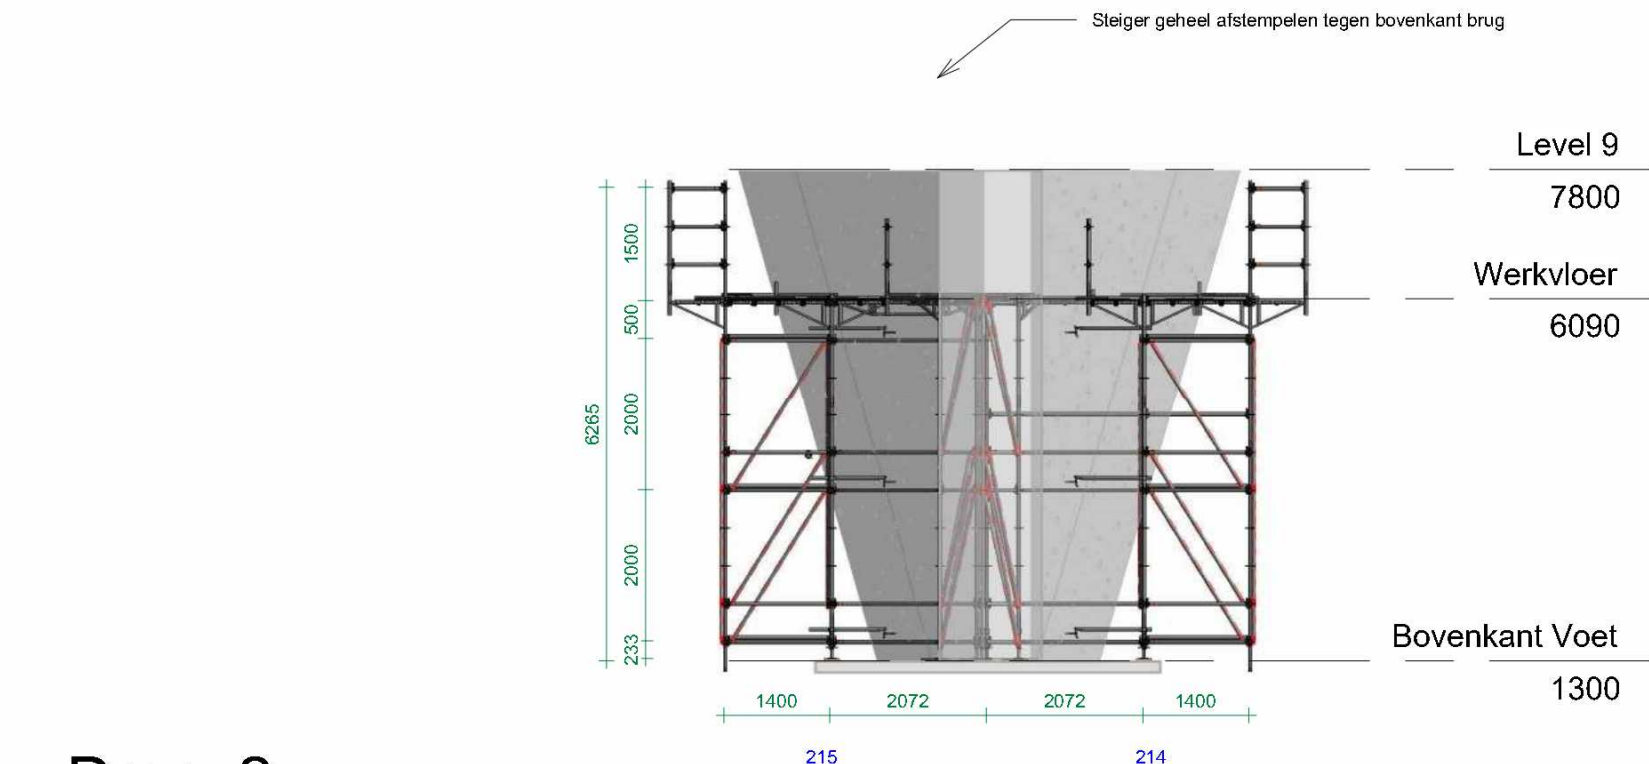 Steiger geheel afstempelen tegen bovenkant brug
Level 9
7800
Werkvloer
6090
1500
500
2000
6265
2000
233
Bovenkant Voet
1300
1400 2072 2072 1400
215 214